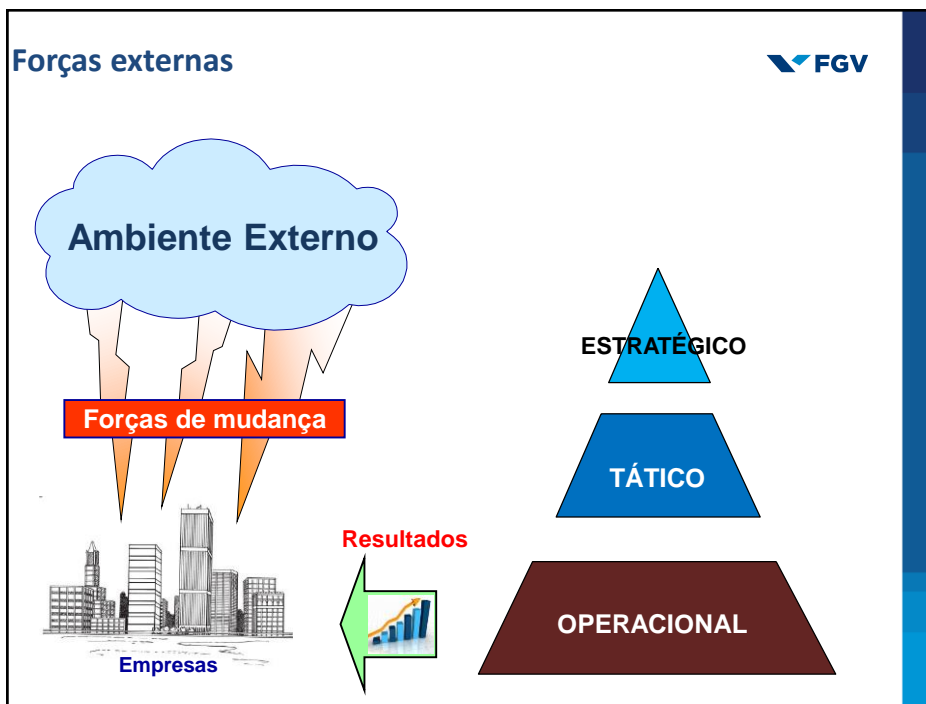 Forças externas
FGV
Ambiente Externo
Forças de mudança
Empresas
Resultados
ESTRATÉGICO
TÁTICO
OPERACIONAL